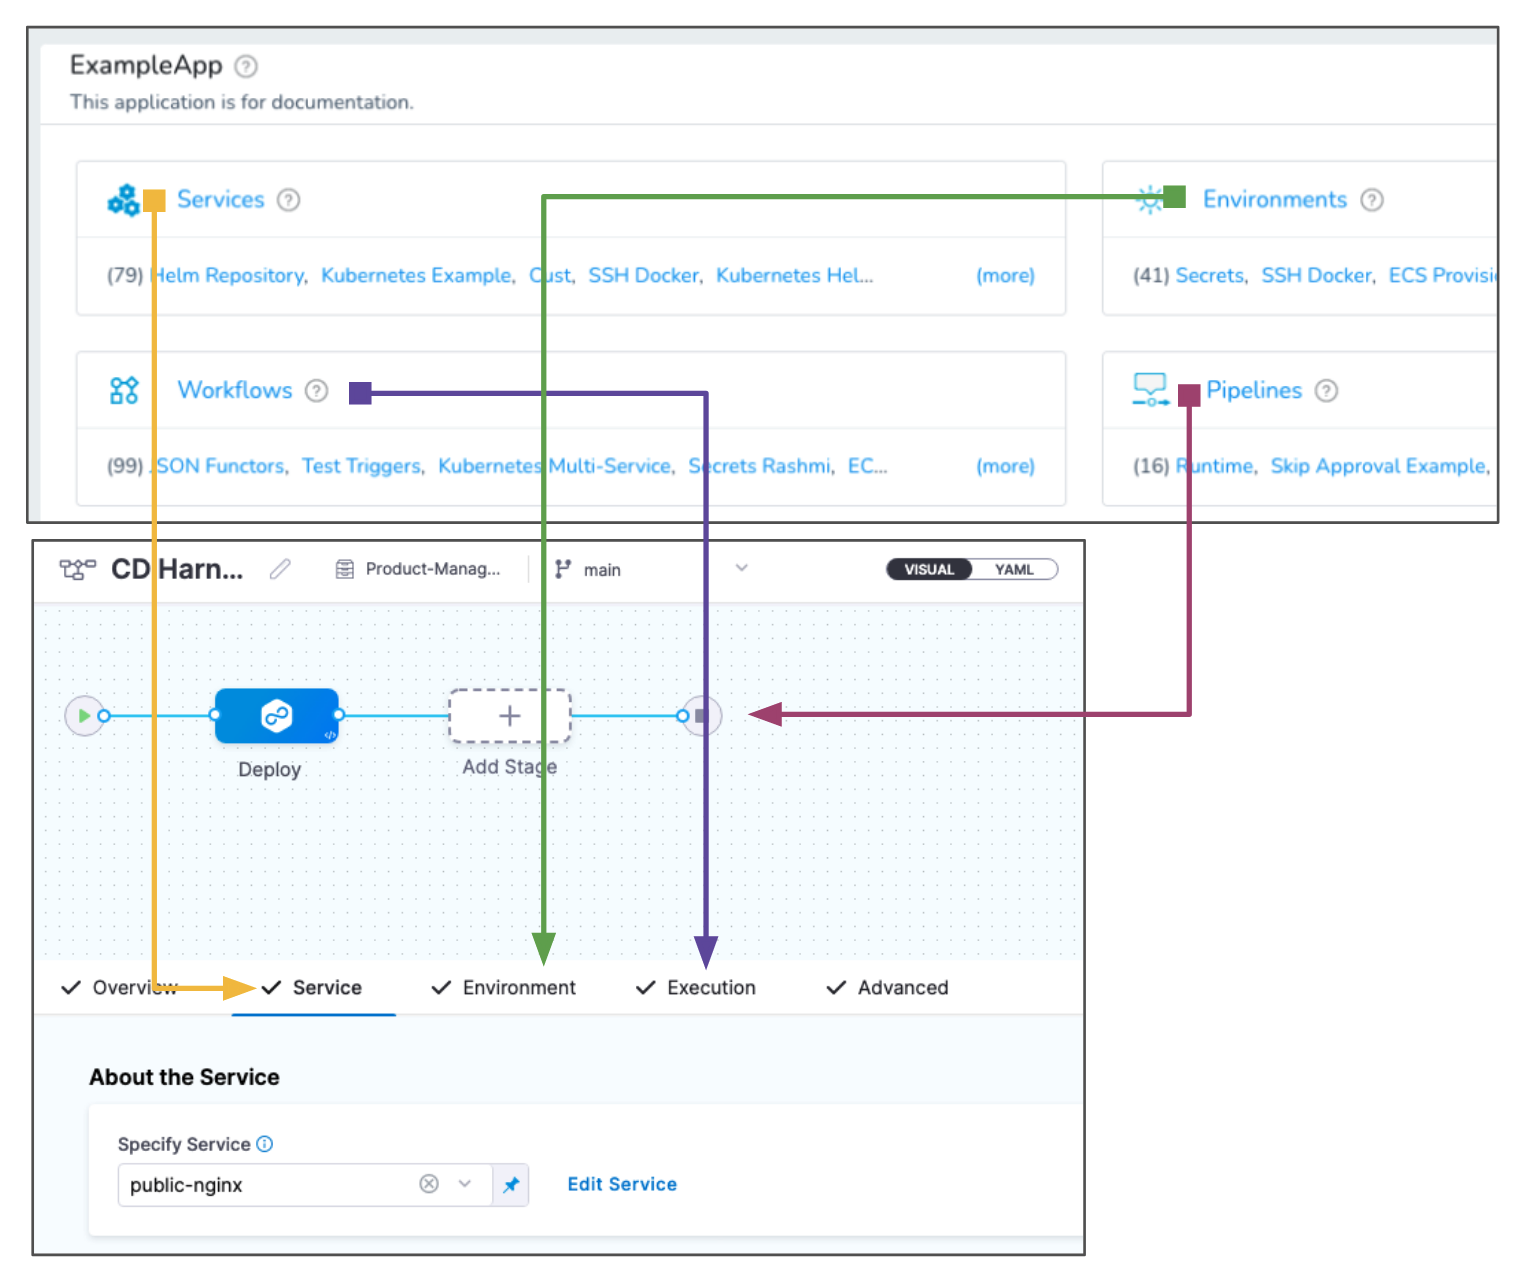 ExampleApp
This application is for documentation.
Services
Environments
(79) Helm Repository, Kubernetes Example, Cust, SSH Docker, Kubernetes Hel... (more)
(41) Secrets, SSH Docker, ECS Provisi
Workflows
Pipelines
(99) JSON Functors, Test Triggers, Kubernetes Multi-Service, Secrets Rashmi, EC... (more)
(16) Runtime, Skip Approval Example,
CD Harn... Product-Manag... main VISUAL YAML
Deploy
Add Stage
Overview Service Environment Execution Advanced
About the Service
Specify Service
public-nginx Edit Service